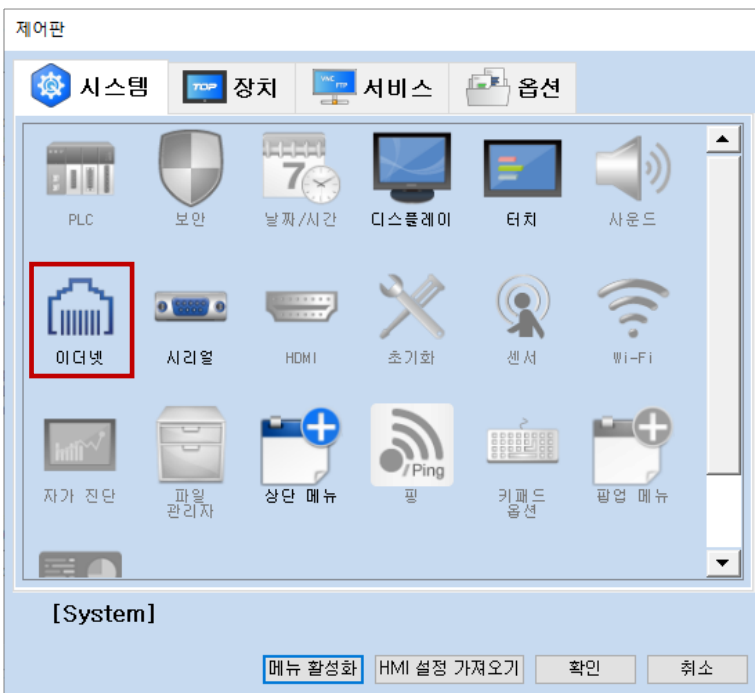 제어판
시스템 TOP 장치 VNC FTP 서비스 옵션
7
PLC 보안 날짜/시간 디스플레이 터치 사운드
이더넷 시리얼 HDMI 초기화 센서 Wi-Fi
/Ping
자가 진단 파일 관리자 상단 메뉴 핑 키패드 옵션 팝업 메뉴
[System]
메뉴 활성화 HMI 설정 가져오기 확인 취소